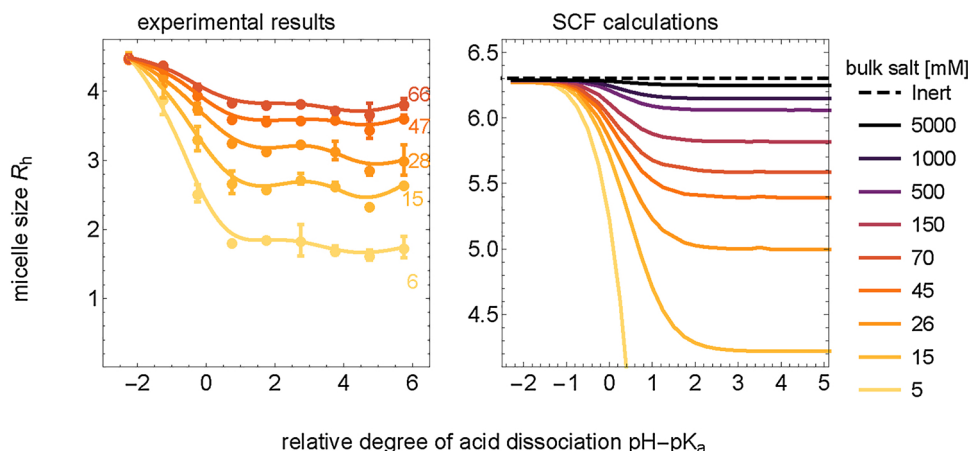 experimental results
SCF calculations
micelle size Rh
4
3
2
1
66
47
28
15
6
−2 0 2 4 6
6.5
6.0
5.5
5.0
4.5
−2 −1 0 1 2 3 4 5
bulk salt [mM]
Inert
5000
1000
500
150
70
45
26
15
5
relative degree of acid dissociation pH−pKa